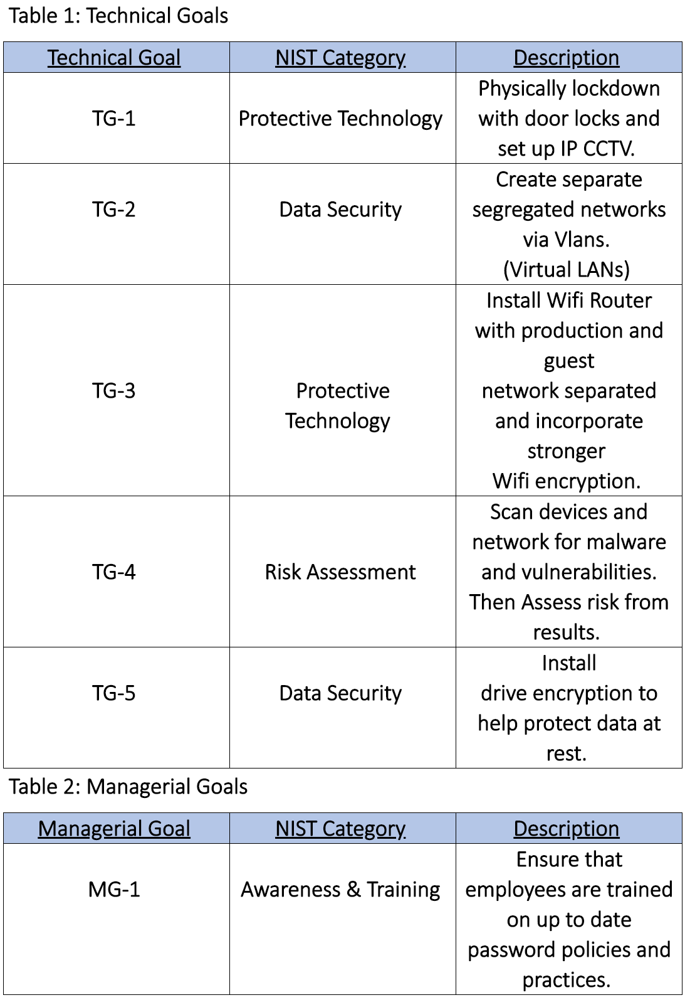 Table 1: Technical Goals
Technical Goal NIST Category Description
TG-1 Protective Technology Physically lockdown
with door locks and
set up IP CCTV.
TG-2 Data Security Create separate
segregated networks
via Vlans.
(Virtual LANs)
TG-3 Protective
Technology Install Wifi Router
with production and
guest
network separated
and incorporate
stronger
Wifi encryption.
TG-4 Risk Assessment Scan devices and
network for malware
and vulnerabilities.
Then Assess risk from
results.
TG-5 Data Security Install
drive encryption to
help protect data at
rest.
Table 2: Managerial Goals
Managerial Goal NIST Category Description
MG-1 Awareness & Training Ensure that
employees are trained
on up to date
password policies and
practices.